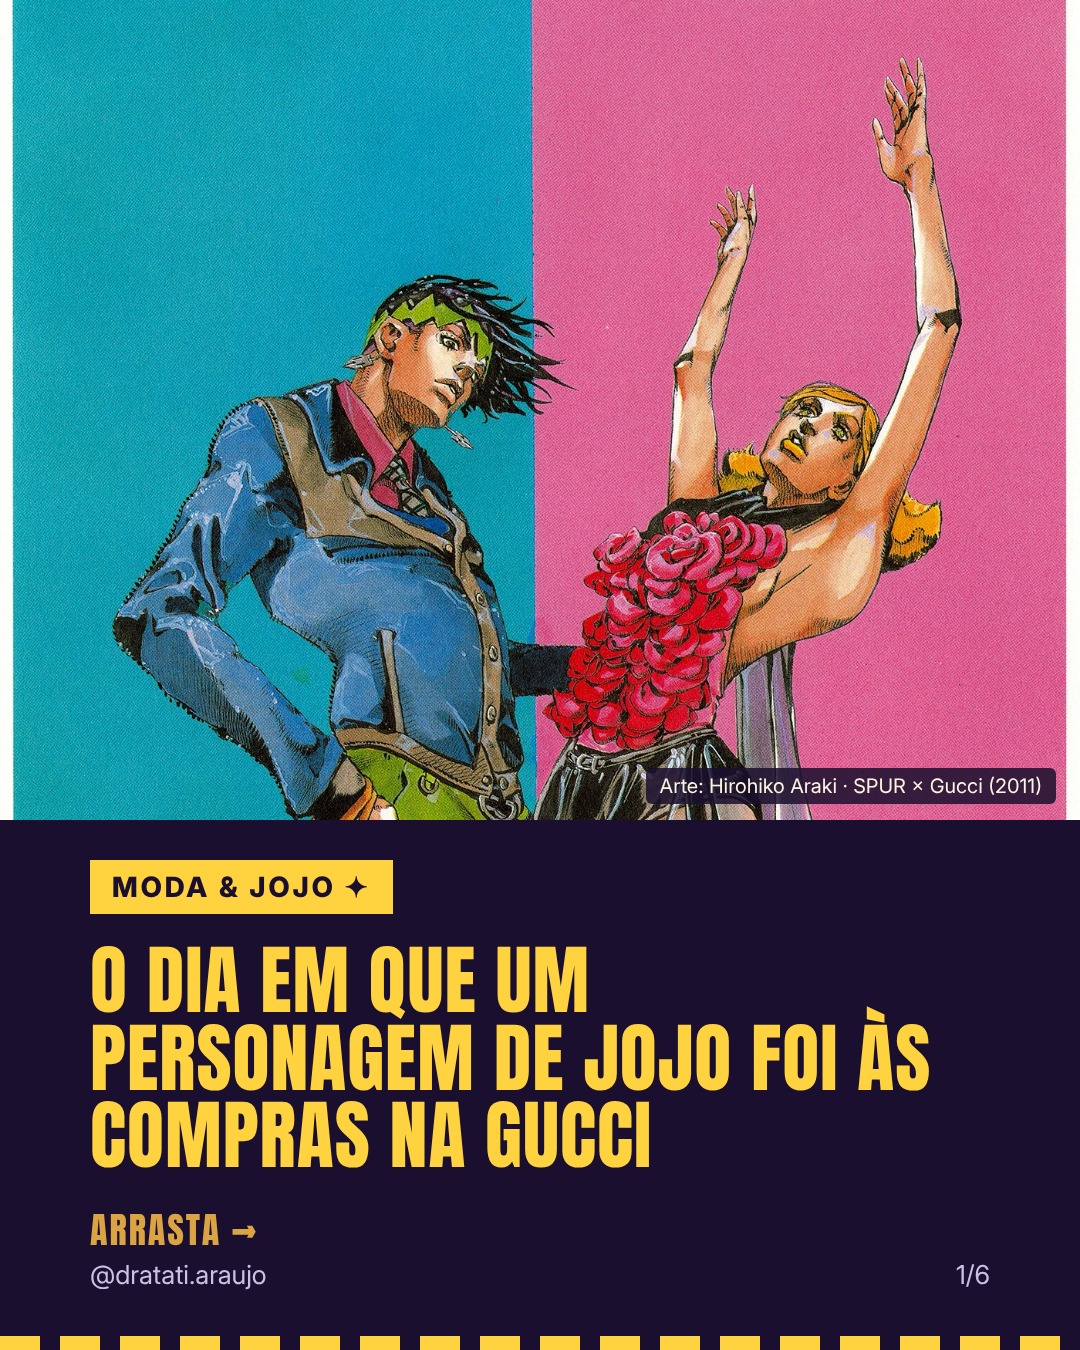 Arte: Hirohiko Araki · SPUR × Gucci (2011)
MODA & JOJO ✦
O DIA EM QUE UM
PERSONAGEM DE JOJO FOI ÀS
COMPRAS NA GUCCI
ARRASTA →
@dratati.araujo
1/6